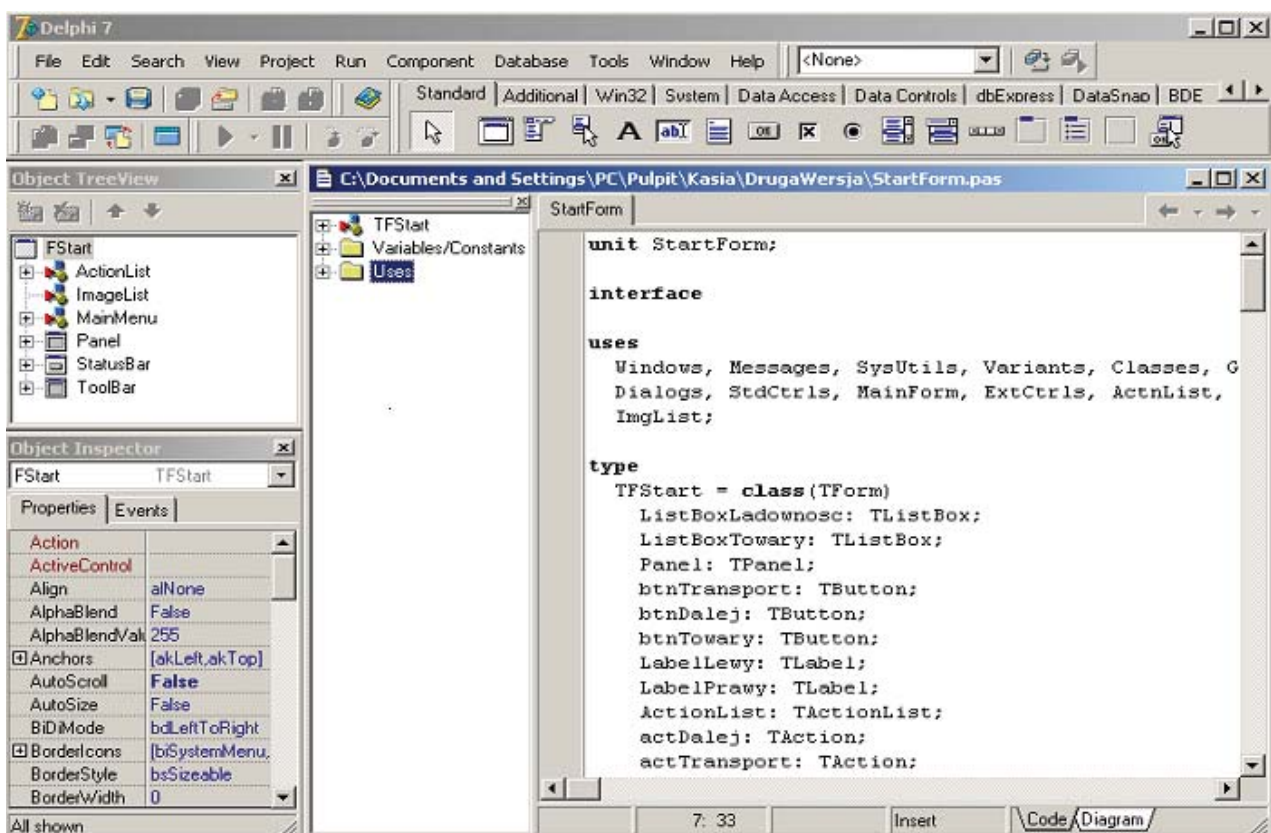 Delphi 7
File Edit Search View Project Run Component Database Tools Window Help <None>
Standard Additional Win32 System Data Access Data Controls dbExpress DataSnap BDE
Object TreeView
FStart
ActionList
ImageList
MainMenu
Panel
StatusBar
ToolBar
Object Inspector
FStart TFStart
Properties Events
Action
ActiveControl
Align alNone
AlphaBlend False
AlphaBlendValu 255
Anchors [akLeft,akTop]
AutoScroll False
AutoSize False
BiDiMode bdLeftToRight
BorderIcons [biSystemMenu,
BorderStyle bsSizeable
BorderWidth 0
All shown
C:\Documents and Settings\PC\Pulpit\Kasia\DrugaWersja\StartForm.pas
TFStart
Variables/Constants
Uses
StartForm
unit StartForm;
interface
uses
Windows, Messages, SysUtils, Variants, Classes, G
Dialogs, StdCtrls, MainForm, ExtCtrls, ActnList,
ImgList;
type
TFStart = class(TForm)
ListBoxLadownosc: TListBox;
ListBoxTowary: TListBox;
Panel: TPanel;
btnTransport: TButton;
btnDalej: TButton;
btnTowary: TButton;
LabelLewy: TLabel;
LabelPrawy: TLabel;
ActionList: TActionList;
actDalej: TAction;
actTransport: TAction;
7: 33 Insert Code Diagram